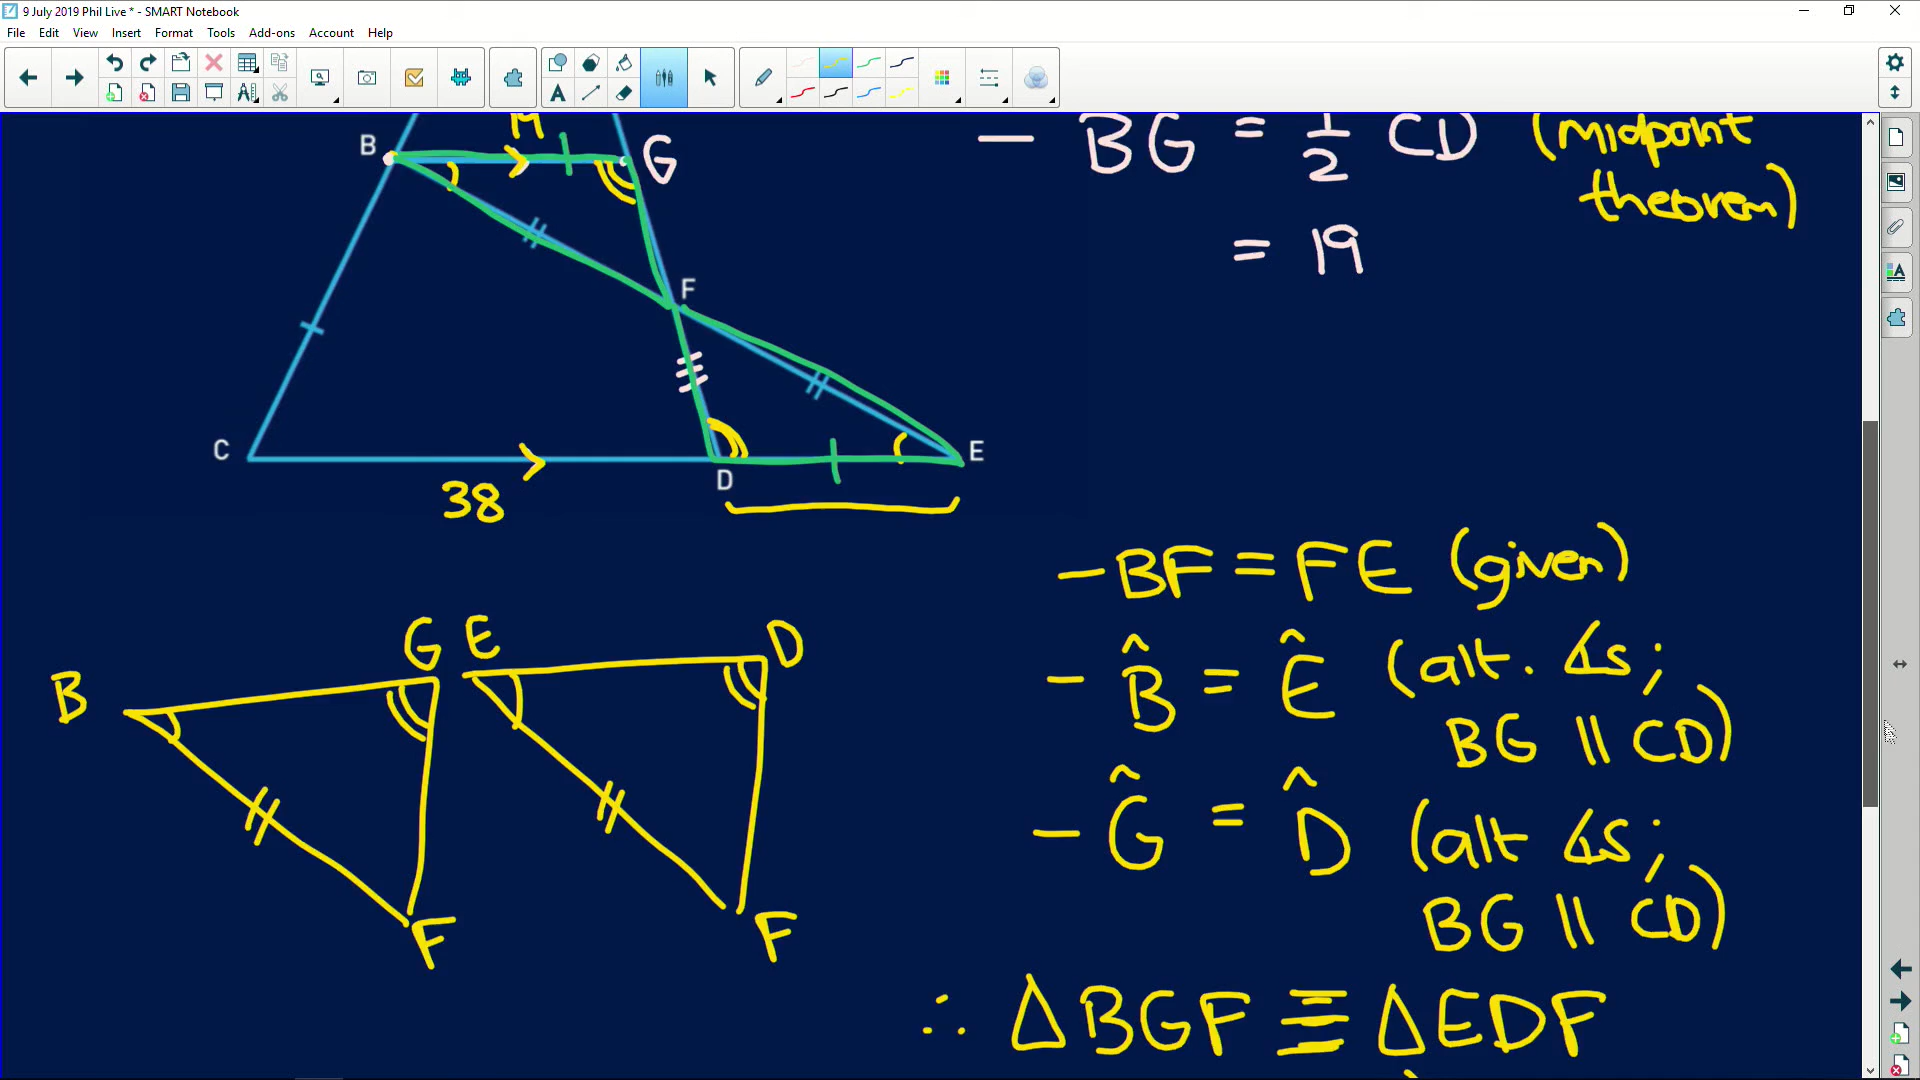 9 July 2019 Phil Live * - SMART Notebook
File Edit View Insert Format Tools Add-ons Account Help
B
G
F
C
D
E
38
- BG = 1/2 CD (midpoint
theorem)
= 19
- BF = FE (given)
- B̂ = Ê (alt. ∡s;
BG || CD)
- Ĝ = D̂ (alt ∡s;
BG || CD)
∴ ΔBGF ≡ ΔEDF
B
G
F
E
D
F